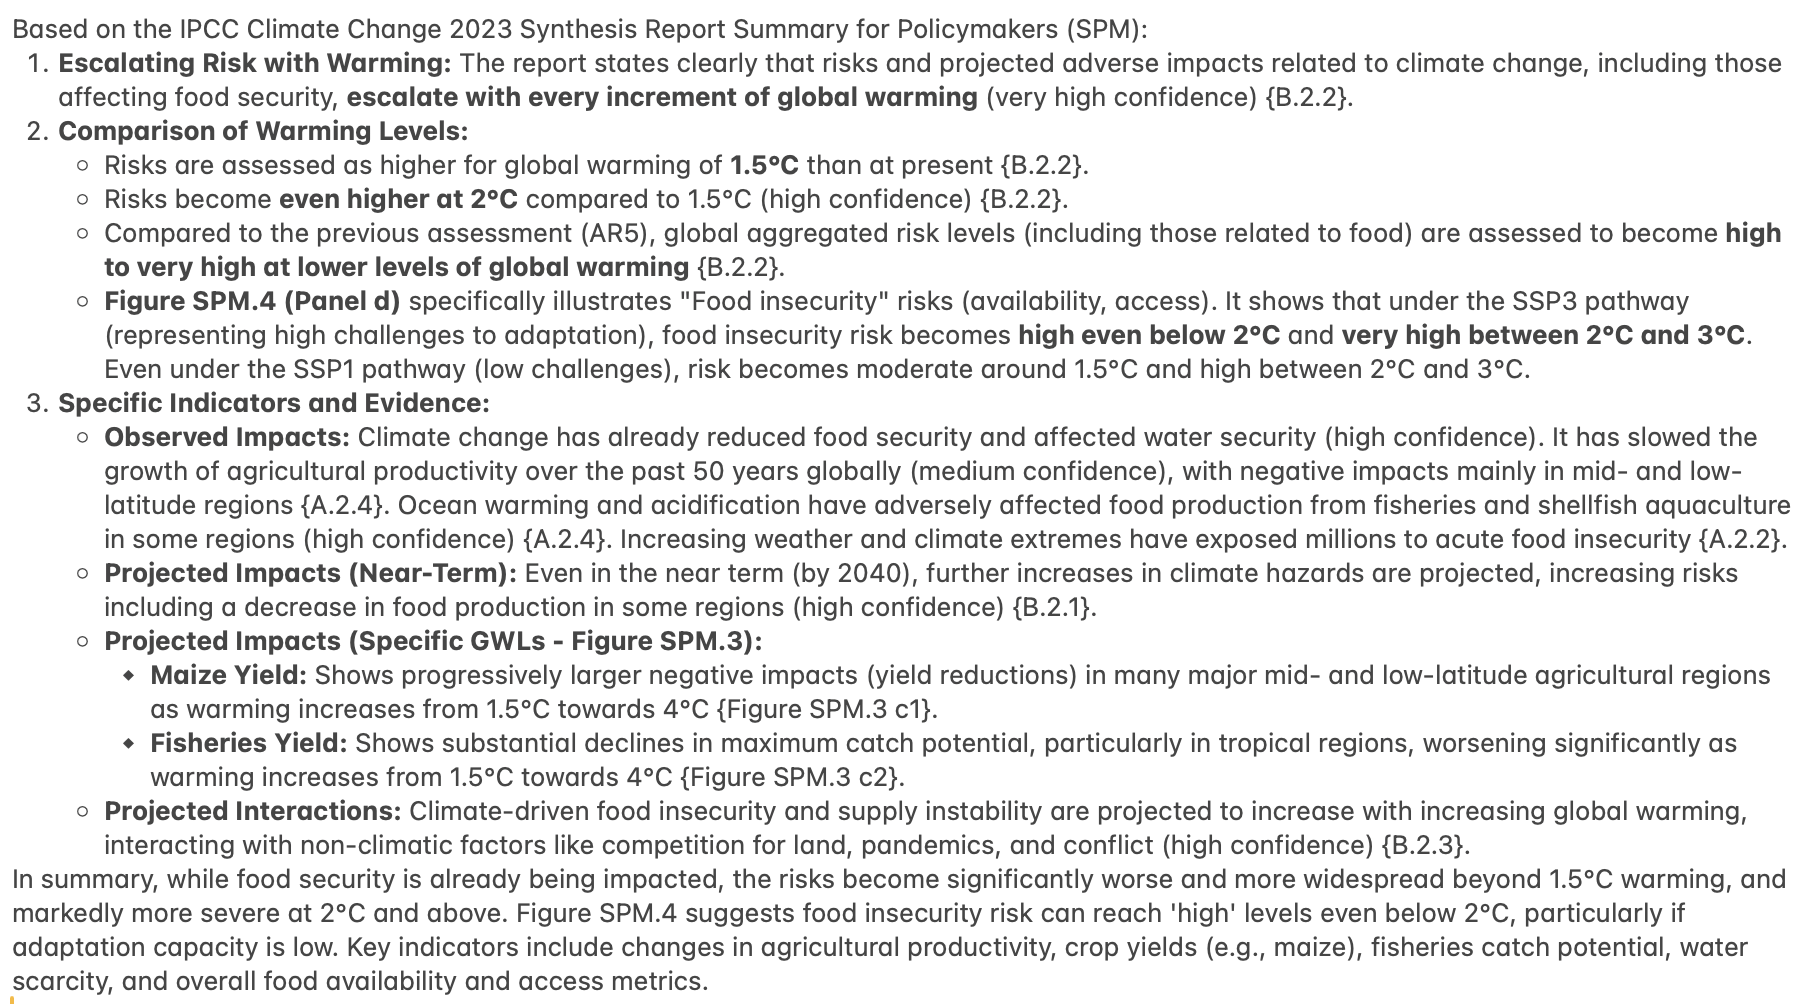 Based on the IPCC Climate Change 2023 Synthesis Report Summary for Policymakers (SPM):
1. Escalating Risk with Warming: The report states clearly that risks and projected adverse impacts related to climate change, including those
affecting food security, escalate with every increment of global warming (very high confidence) {B.2.2}.
2. Comparison of Warming Levels:
○ Risks are assessed as higher for global warming of 1.5°C than at present {B.2.2}.
○ Risks become even higher at 2°C compared to 1.5°C (high confidence) {B.2.2}.
○ Compared to the previous assessment (AR5), global aggregated risk levels (including those related to food) are assessed to become high
to very high at lower levels of global warming {B.2.2}.
○ Figure SPM.4 (Panel d) specifically illustrates "Food insecurity" risks (availability, access). It shows that under the SSP3 pathway
(representing high challenges to adaptation), food insecurity risk becomes high even below 2°C and very high between 2°C and 3°C.
Even under the SSP1 pathway (low challenges), risk becomes moderate around 1.5°C and high between 2°C and 3°C.
3. Specific Indicators and Evidence:
○ Observed Impacts: Climate change has already reduced food security and affected water security (high confidence). It has slowed the
growth of agricultural productivity over the past 50 years globally (medium confidence), with negative impacts mainly in mid- and low-
latitude regions {A.2.4}. Ocean warming and acidification have adversely affected food production from fisheries and shellfish aquaculture
in some regions (high confidence) {A.2.4}. Increasing weather and climate extremes have exposed millions to acute food insecurity {A.2.2}.
○ Projected Impacts (Near-Term): Even in the near term (by 2040), further increases in climate hazards are projected, increasing risks
including a decrease in food production in some regions (high confidence) {B.2.1}.
○ Projected Impacts (Specific GWLs - Figure SPM.3):
◆ Maize Yield: Shows progressively larger negative impacts (yield reductions) in many major mid- and low-latitude agricultural regions
as warming increases from 1.5°C towards 4°C {Figure SPM.3 c1}.
◆ Fisheries Yield: Shows substantial declines in maximum catch potential, particularly in tropical regions, worsening significantly as
warming increases from 1.5°C towards 4°C {Figure SPM.3 c2}.
○ Projected Interactions: Climate-driven food insecurity and supply instability are projected to increase with increasing global warming,
interacting with non-climatic factors like competition for land, pandemics, and conflict (high confidence) {B.2.3}.
In summary, while food security is already being impacted, the risks become significantly worse and more widespread beyond 1.5°C warming, and
markedly more severe at 2°C and above. Figure SPM.4 suggests food insecurity risk can reach 'high' levels even below 2°C, particularly if
adaptation capacity is low. Key indicators include changes in agricultural productivity, crop yields (e.g., maize), fisheries catch potential, water
scarcity, and overall food availability and access metrics.